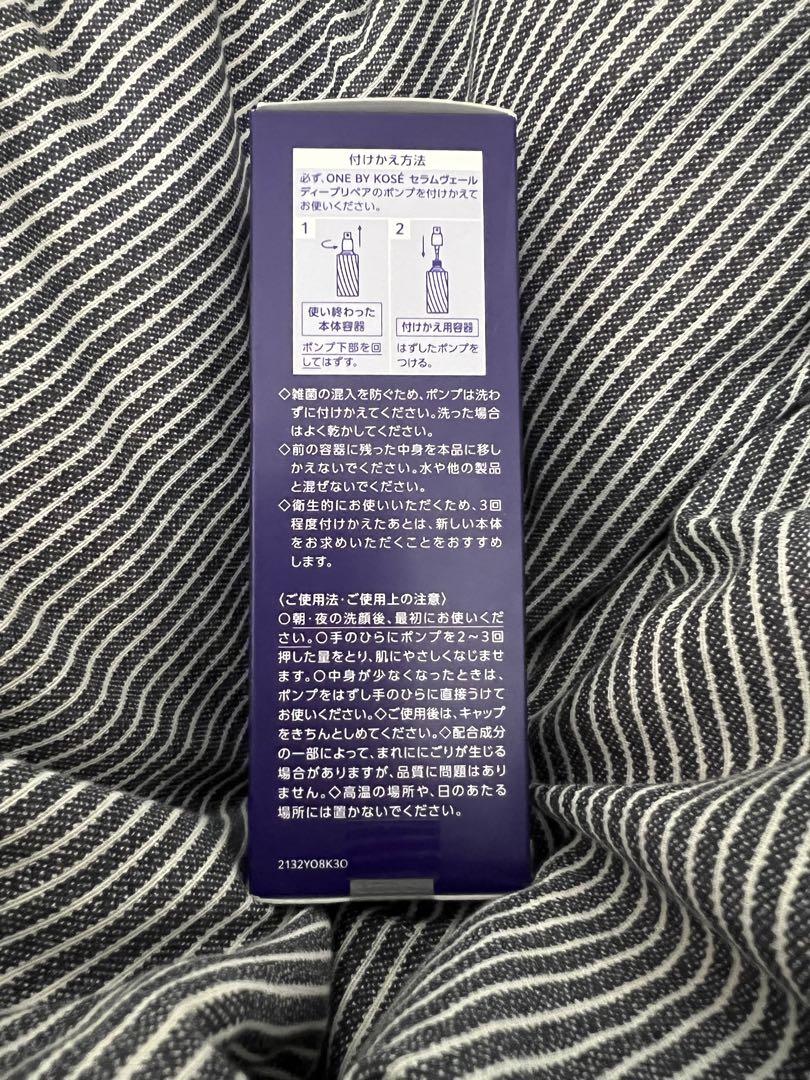 付けかえ方法
必ず、ONE BY KOSÉ セラムヴェール
ディープリペアのポンプを付けかえて
お使いください。
1
2
使い終わった
本体容器
付けかえ用容器
ポンプ下部を回
してはずす。
はずしたポンプを
つける。
◇雑菌の混入を防ぐため、ポンプは洗わ
ずに付けかえてください。洗った場合
はよく乾かしてください。
◇前の容器に残った中身を本品に移し
かえないでください。水や他の製品
と混ぜないでください。
◇衛生的にお使いいただくため、3回
程度付けかえたあとは、新しい本体
をお求めいただくことをおすすめ
します。
〈ご使用法・ご使用上の注意〉
○朝・夜の洗顔後、最初にお使いくだ
さい。○手のひらにポンプを2〜3回
押した量をとり、肌にやさしくなじませ
ます。○中身が少なくなったときは、
ポンプをはずし手のひらに直接うけて
お使いください。◇ご使用後は、キャップ
をきちんとしめてください。◇配合成分
の一部によって、まれににごりが生じる
場合がありますが、品質に問題はあり
ません。◇高温の場所や、日のあたる
場所には置かないでください。
2132YO8K3O